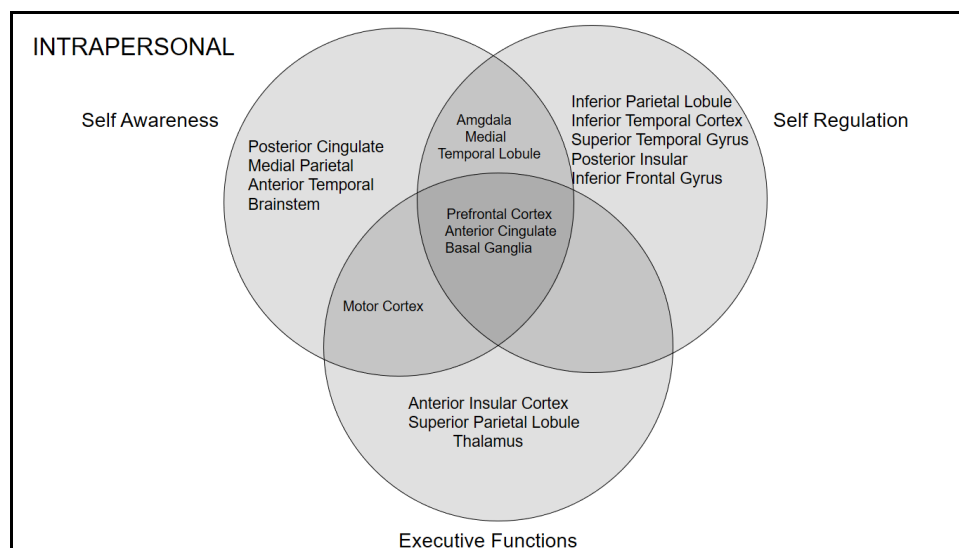 INTRAPERSONAL
Self Awareness
Self Regulation
Posterior Cingulate
Medial Parietal
Anterior Temporal
Brainstem
Amgdala
Medial
Temporal Lobule
Inferior Parietal Lobule
Inferior Temporal Cortex
Superior Temporal Gyrus
Posterior Insular
Inferior Frontal Gyrus
Prefrontal Cortex
Anterior Cingulate
Basal Ganglia
Motor Cortex
Anterior Insular Cortex
Superior Parietal Lobule
Thalamus
Executive Functions